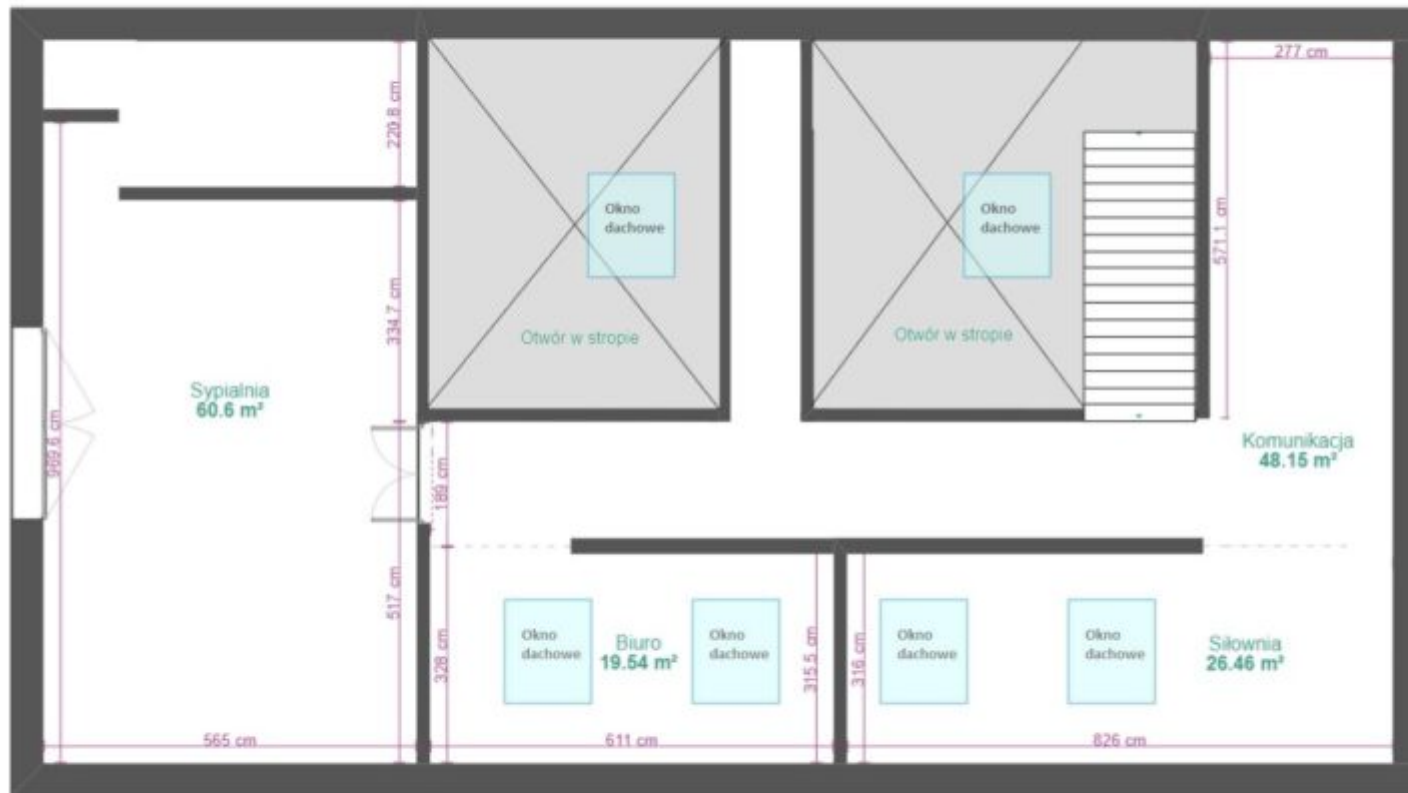 277 cm
220.8 cm
571.1 cm
Okno
dachowe
Okno
dachowe
334.7 cm
Otwór w stropie
Otwór w stropie
Sypialnia
60.6 m²
969.6 cm
Komunikacja
48.15 m²
189 cm
517 cm
328 cm
Okno
dachowe
Biuro
19.54 m²
Okno
dachowe
315.5 cm
316 cm
Okno
dachowe
Okno
dachowe
Siłownia
26.46 m²
565 cm
611 cm
826 cm